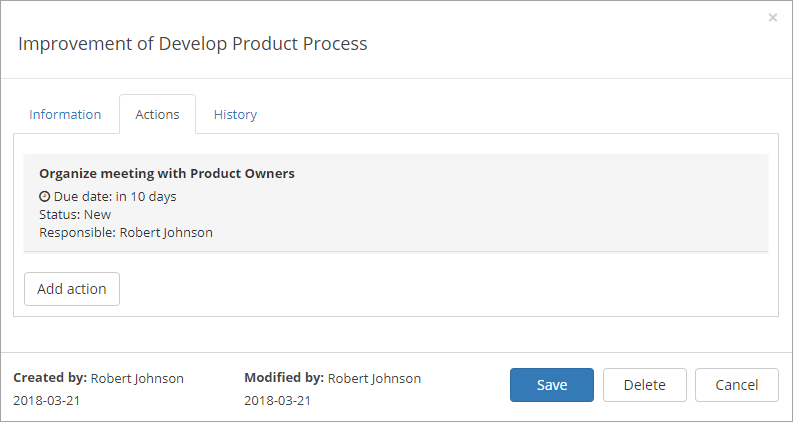 ×
Improvement of Develop Product Process
Information Actions History
Organize meeting with Product Owners
Due date: in 10 days
Status: New
Responsible: Robert Johnson
Add action
Created by: Robert Johnson Modified by: Robert Johnson Save Delete Cancel
2018-03-21 2018-03-21